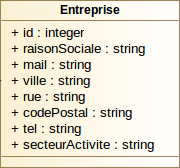 Entreprise
+ id : integer
+ raisonSociale : string
+ mail : string
+ ville : string
+ rue : string
+ codePostal : string
+ tel : string
+ secteurActivite : string